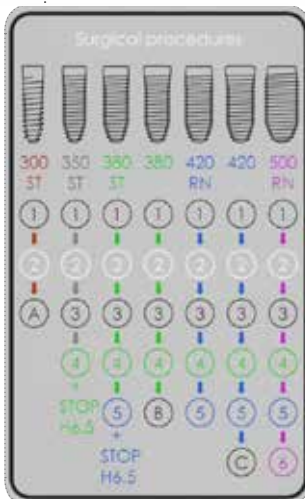 Surgical procedures
300 350 380 380 420 420 500
ST ST ST RN RN
1 1 1 1 1 1 1
2 2 2 2 2 2 2
A 3 3 3 3 3 3
4 4 4 4 4 4
+
STOP 5 B 5 5 5
H6.5 +
STOP C 6
H6.5